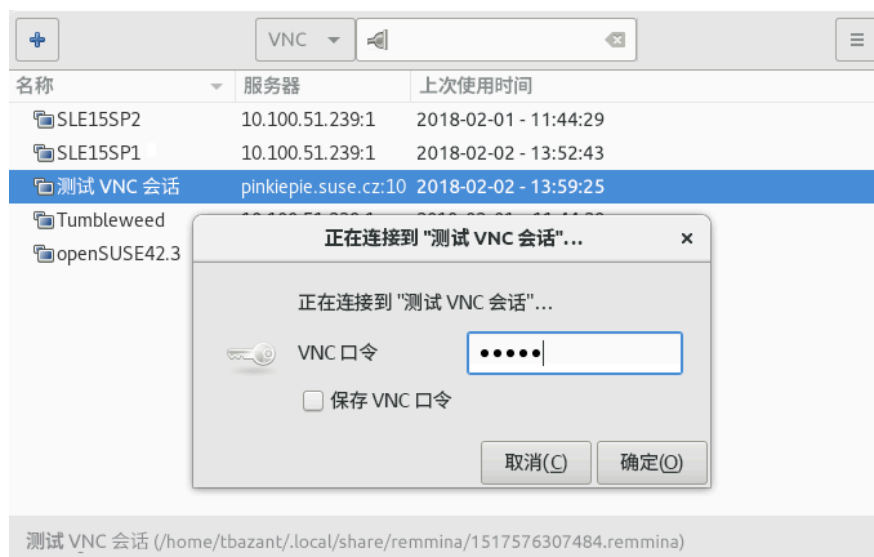 VNC
名称 服务器 上次使用时间
SLE15SP2 10.100.51.239:1 2018-02-01 - 11:44:29
SLE15SP1 10.100.51.239:1 2018-02-02 - 13:52:43
测试 VNC 会话 pinkiepie.suse.cz:10 2018-02-02 - 13:59:25
Tumbleweed
openSUSE42.3
正在连接到 "测试 VNC 会话"...
正在连接到 "测试 VNC 会话"...
VNC 口令 •••••
保存 VNC 口令
取消(C) 确定(O)
测试 VNC 会话 (/home/tbazant/.local/share/remmina/1517576307484.remmina)